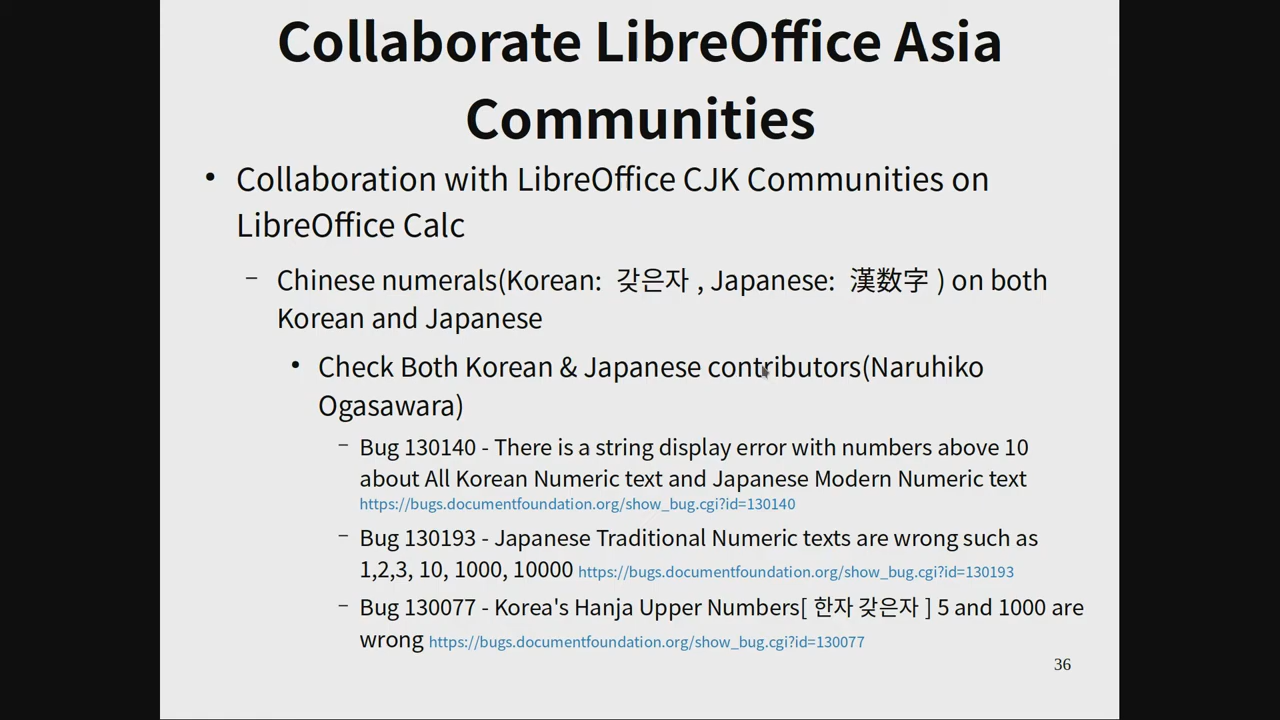 Collaborate LibreOffice Asia
Communities
• Collaboration with LibreOffice CJK Communities on
LibreOffice Calc
– Chinese numerals(Korean: 갖은자 , Japanese: 漢数字 ) on both
Korean and Japanese
• Check Both Korean & Japanese contributors(Naruhiko
Ogasawara)
– Bug 130140 - There is a string display error with numbers above 10
about All Korean Numeric text and Japanese Modern Numeric text
https://bugs.documentfoundation.org/show_bug.cgi?id=130140
– Bug 130193 - Japanese Traditional Numeric texts are wrong such as
1,2,3, 10, 1000, 10000 https://bugs.documentfoundation.org/show_bug.cgi?id=130193
– Bug 130077 - Korea's Hanja Upper Numbers[ 한자 갖은자 ] 5 and 1000 are
wrong https://bugs.documentfoundation.org/show_bug.cgi?id=130077
36